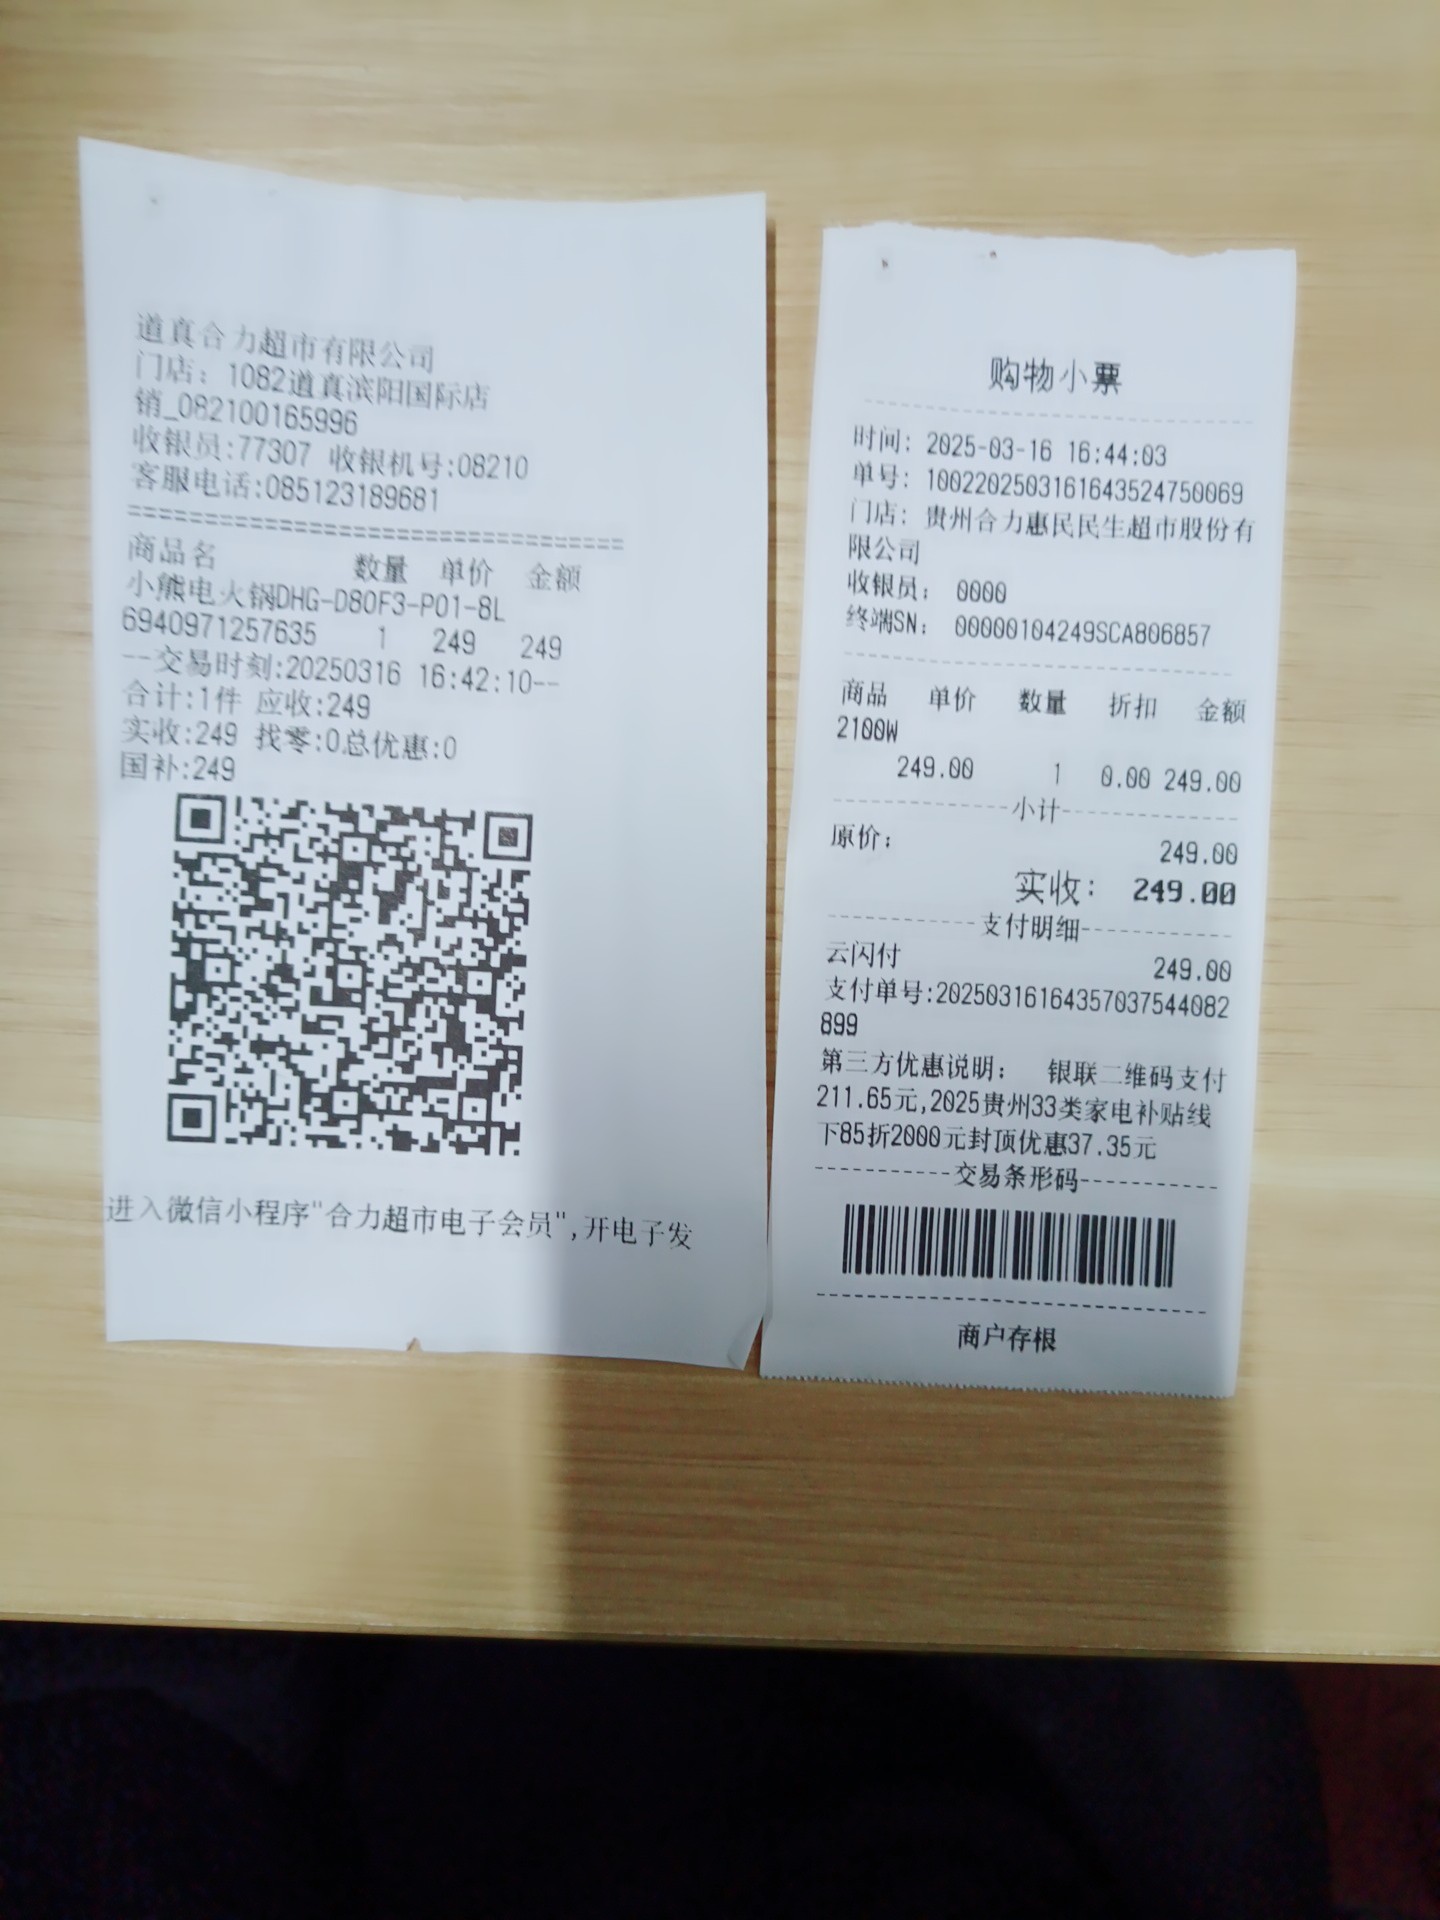 道真合力超市有限公司
门店：1082道真滨阳国际店
销_082100165996
收银员:77307 收银机号:08210
客服电话:085123189681
================================
商品名 数量 单价 金额
小熊电火锅DHG-D80F3-P01-8L
6940971257635 1 249 249
--交易时刻:20250316 16:42:10--
合计:1件 应收:249
实收:249 找零:0总优惠:0
国补:249
进入微信小程序"合力超市电子会员",开电子发
购物小票
时间：2025-03-16 16:44:03
单号：1002202503161643524750069
门店：贵州合力惠民民生超市股份有
限公司
收银员： 0000
终端SN： 00000104249SCA806857
商品 单价 数量 折扣 金额
2100W
249.00 1 0.00 249.00
小计
原价：
249.00
实收： 249.00
支付明细
云闪付 249.00
支付单号:20250316164357037544082
899
第三方优惠说明： 银联二维码支付
211.65元,2025贵州33类家电补贴线
下85折2000元封顶优惠37.35元
交易条形码
商户存根